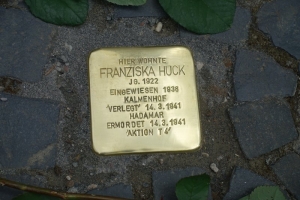 HIER WOHNTE
FRANZISKA HUCK
JG. 1922
EINGEWIESEN 1938
KALMENHOF
'VERLEGT' 14.3.1941
HADAMAR
ERMORDET 14.3.1941
'AKTION T4'